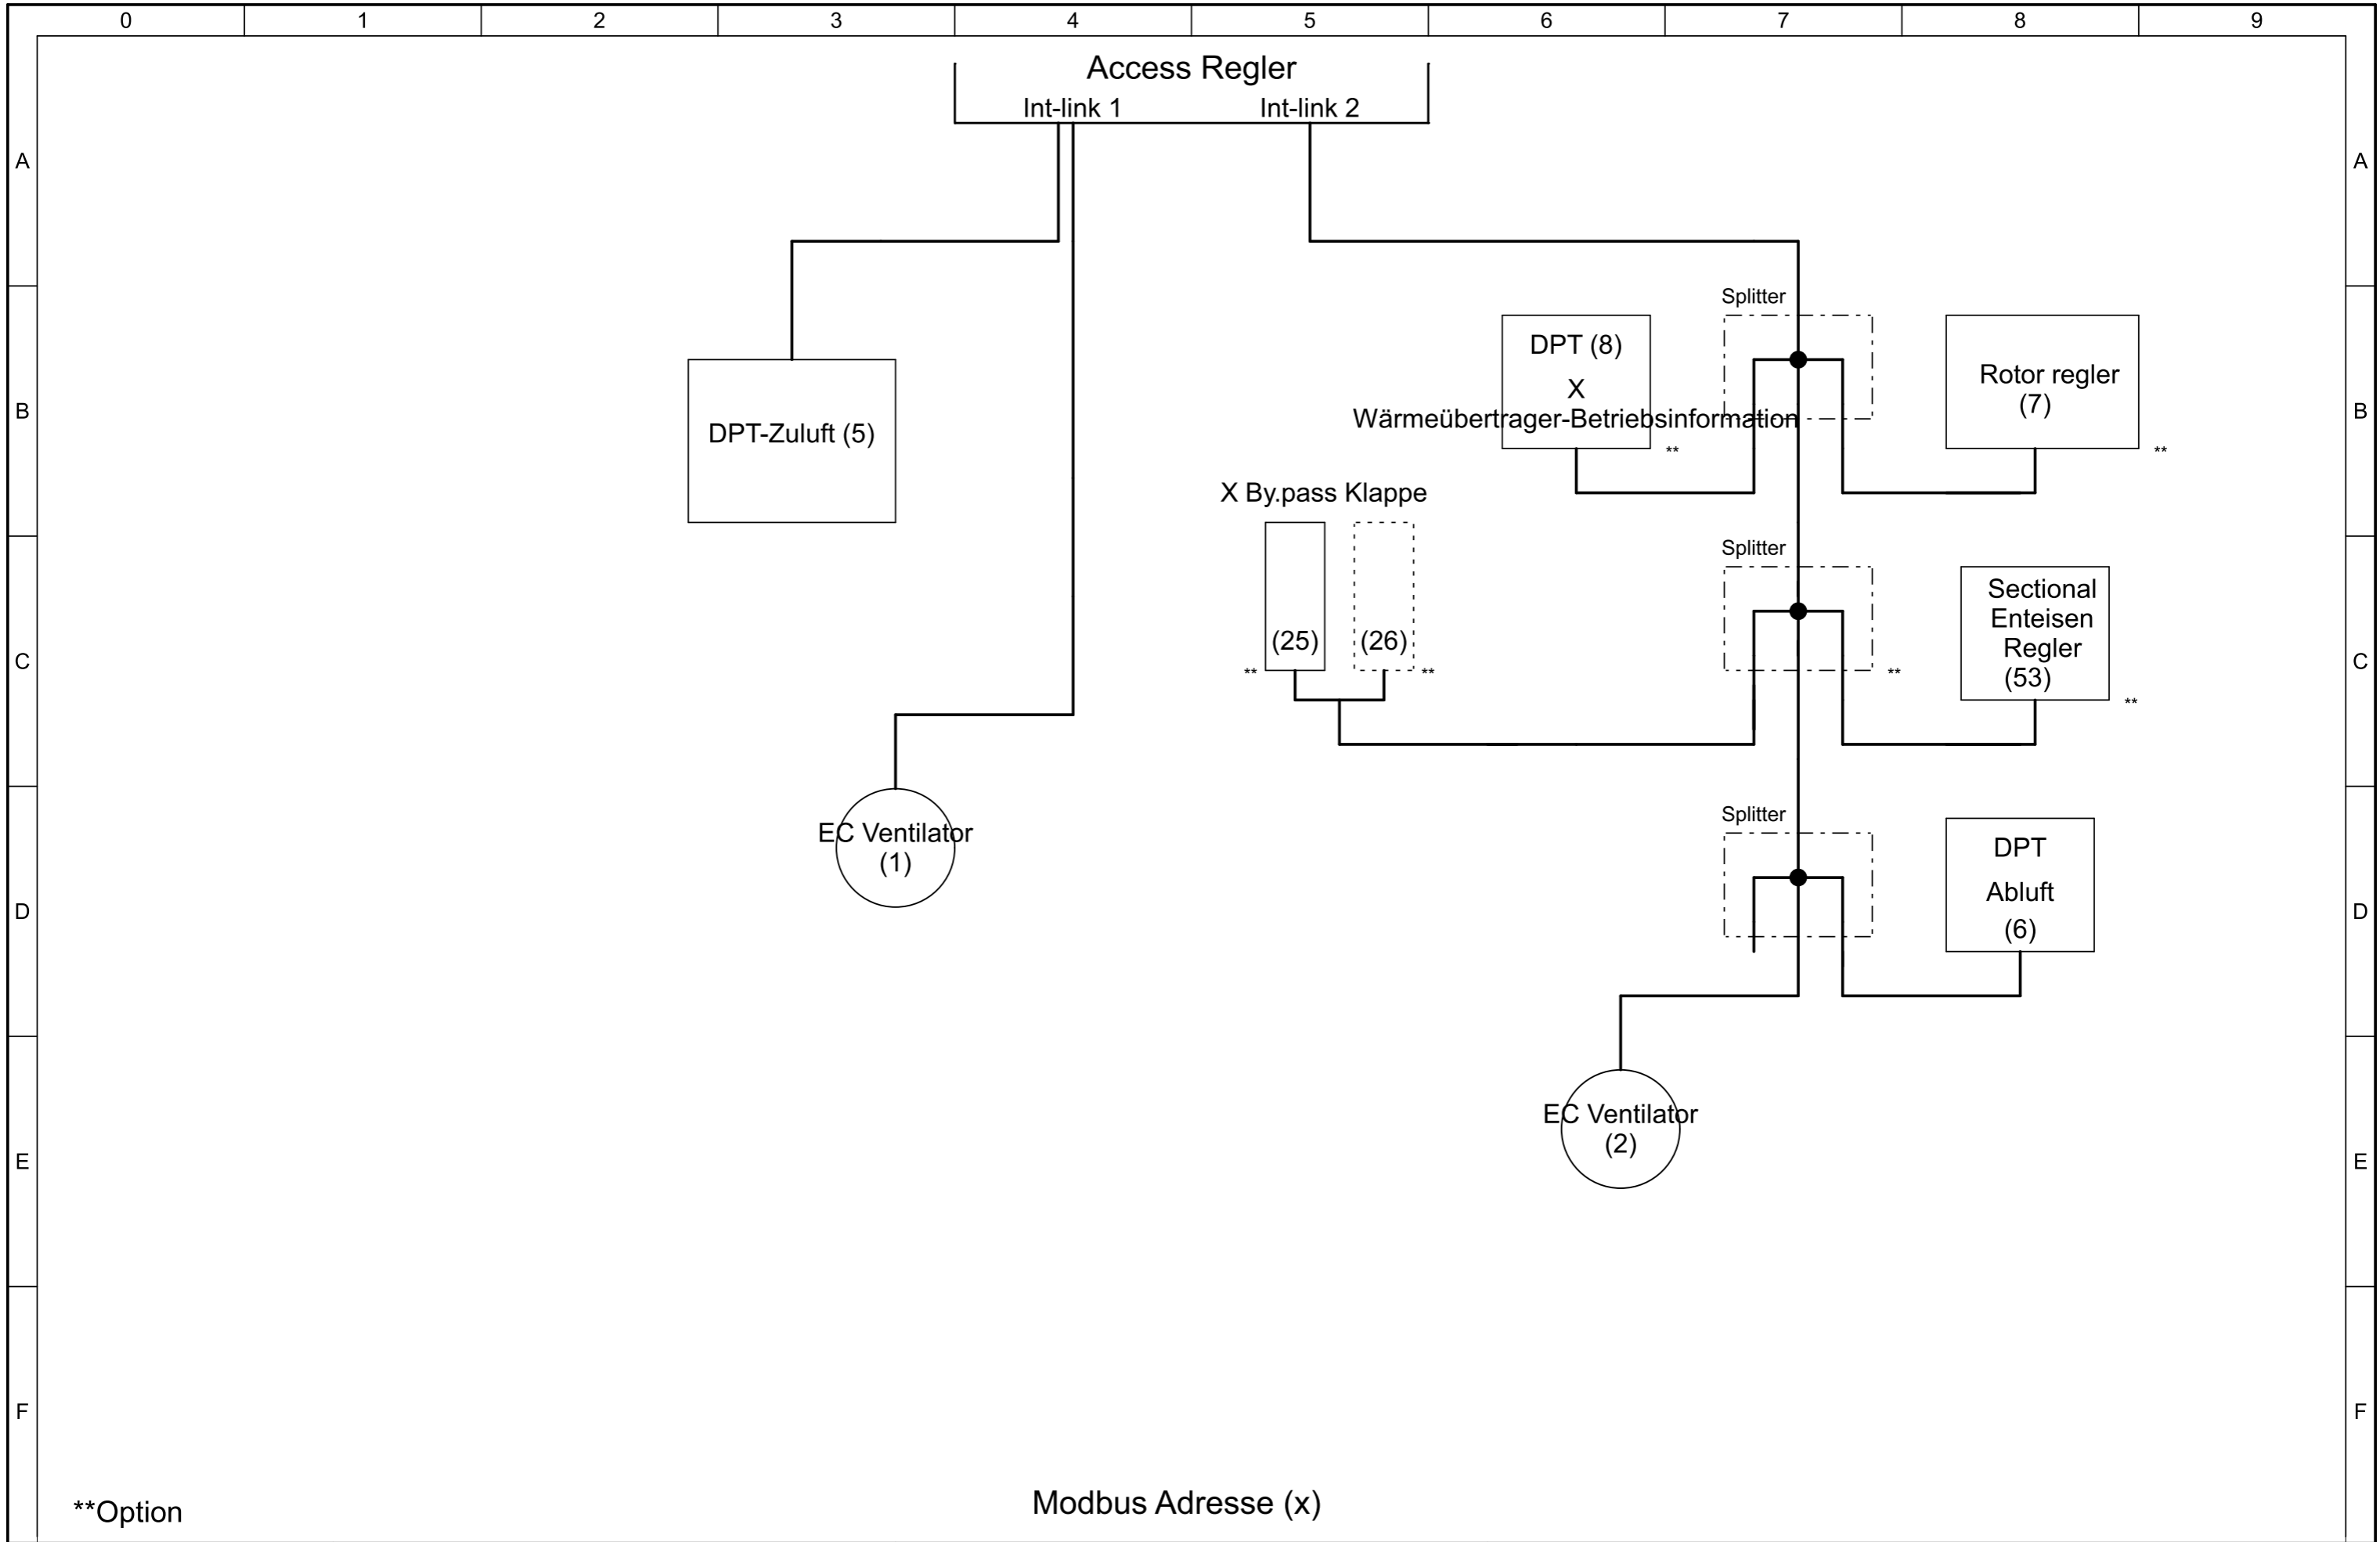 0 1 2 3 4 5 6 7 8 9
Access Regler
Int-link 1 Int-link 2
A A
Splitter
DPT (8)
X
Wärmeübertrager-Betriebsinformation
**
Rotor regler
(7)
**
B B
DPT-Zuluft (5)
X By.pass Klappe
(25) (26)
** **
Splitter
**
Sectional
Enteisen
Regler
(53)
**
C C
EC Ventilator
(1)
Splitter
DPT
Abluft
(6)
D D
EC Ventilator
(2)
E E
F F
**Option
Modbus Adresse (x)